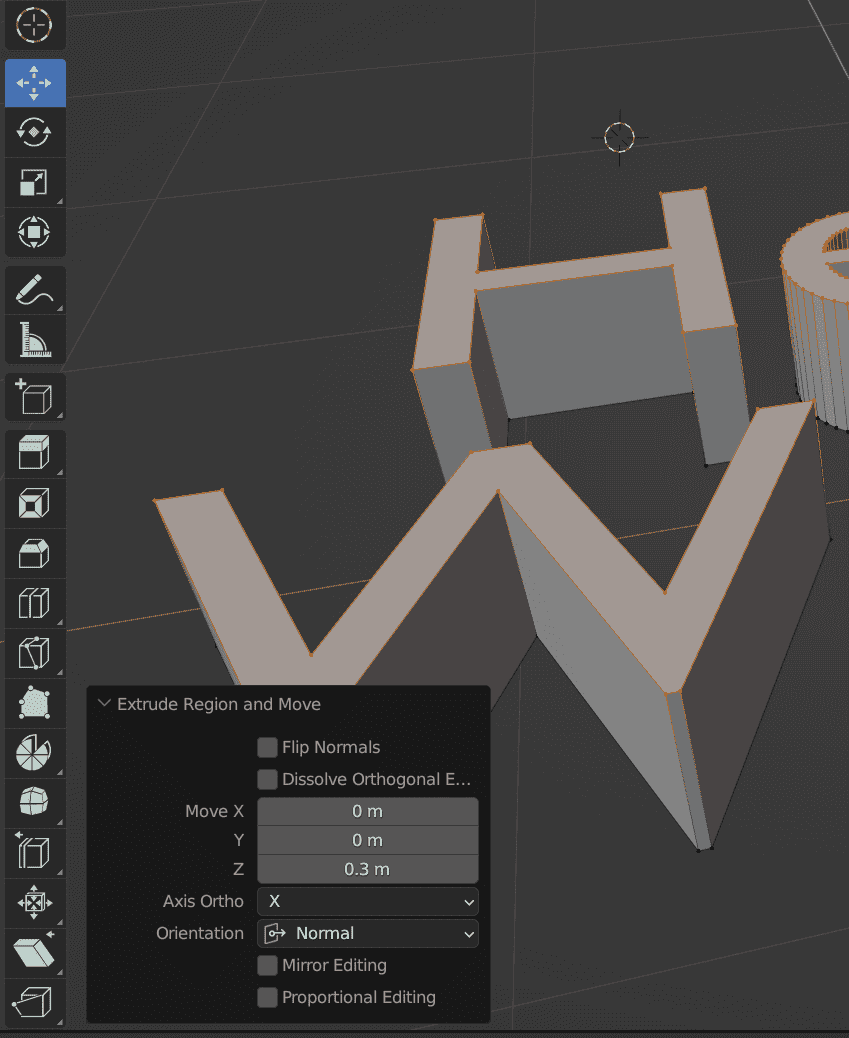 H
e
W
Extrude Region and Move
Flip Normals
Dissolve Orthogonal E...
Move X 0 m
Y 0 m
Z 0.3 m
Axis Ortho X
Orientation Normal
Mirror Editing
Proportional Editing